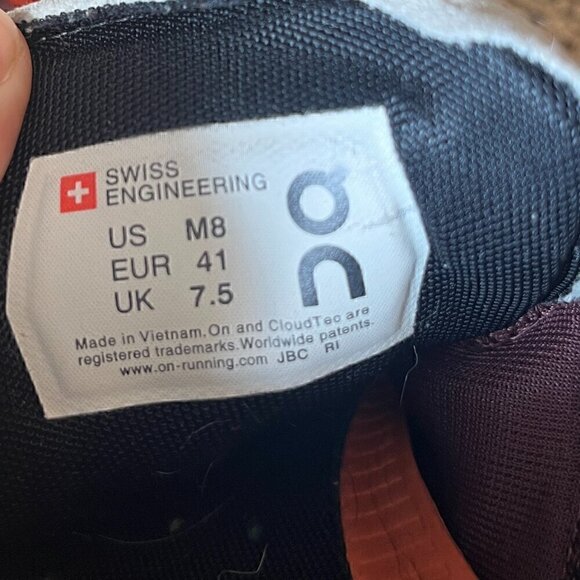 SWISS
ENGINEERING
US M8
EUR 41
UK 7.5
Made in Vietnam.On and CloudTec are
registered trademarks.Worldwide patents.
www.on-running.com JBC RI